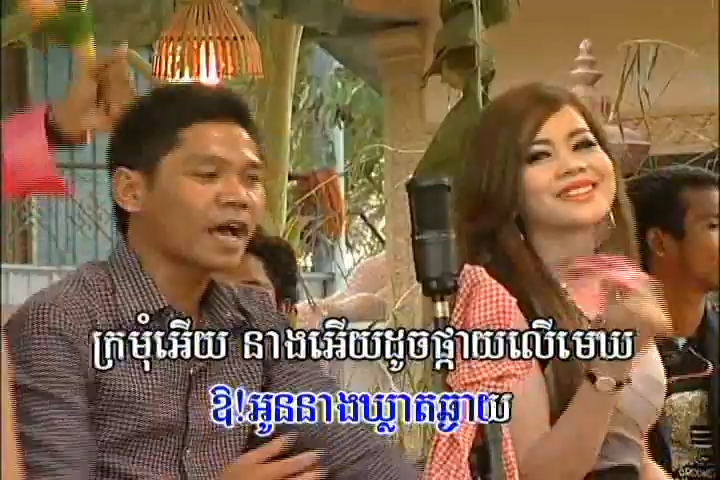 ក្រមុំអើយ នាងអើយដូចផ្កាយលើមេឃ
ឱ!អូននាងឃ្លាតឆ្ងាយ